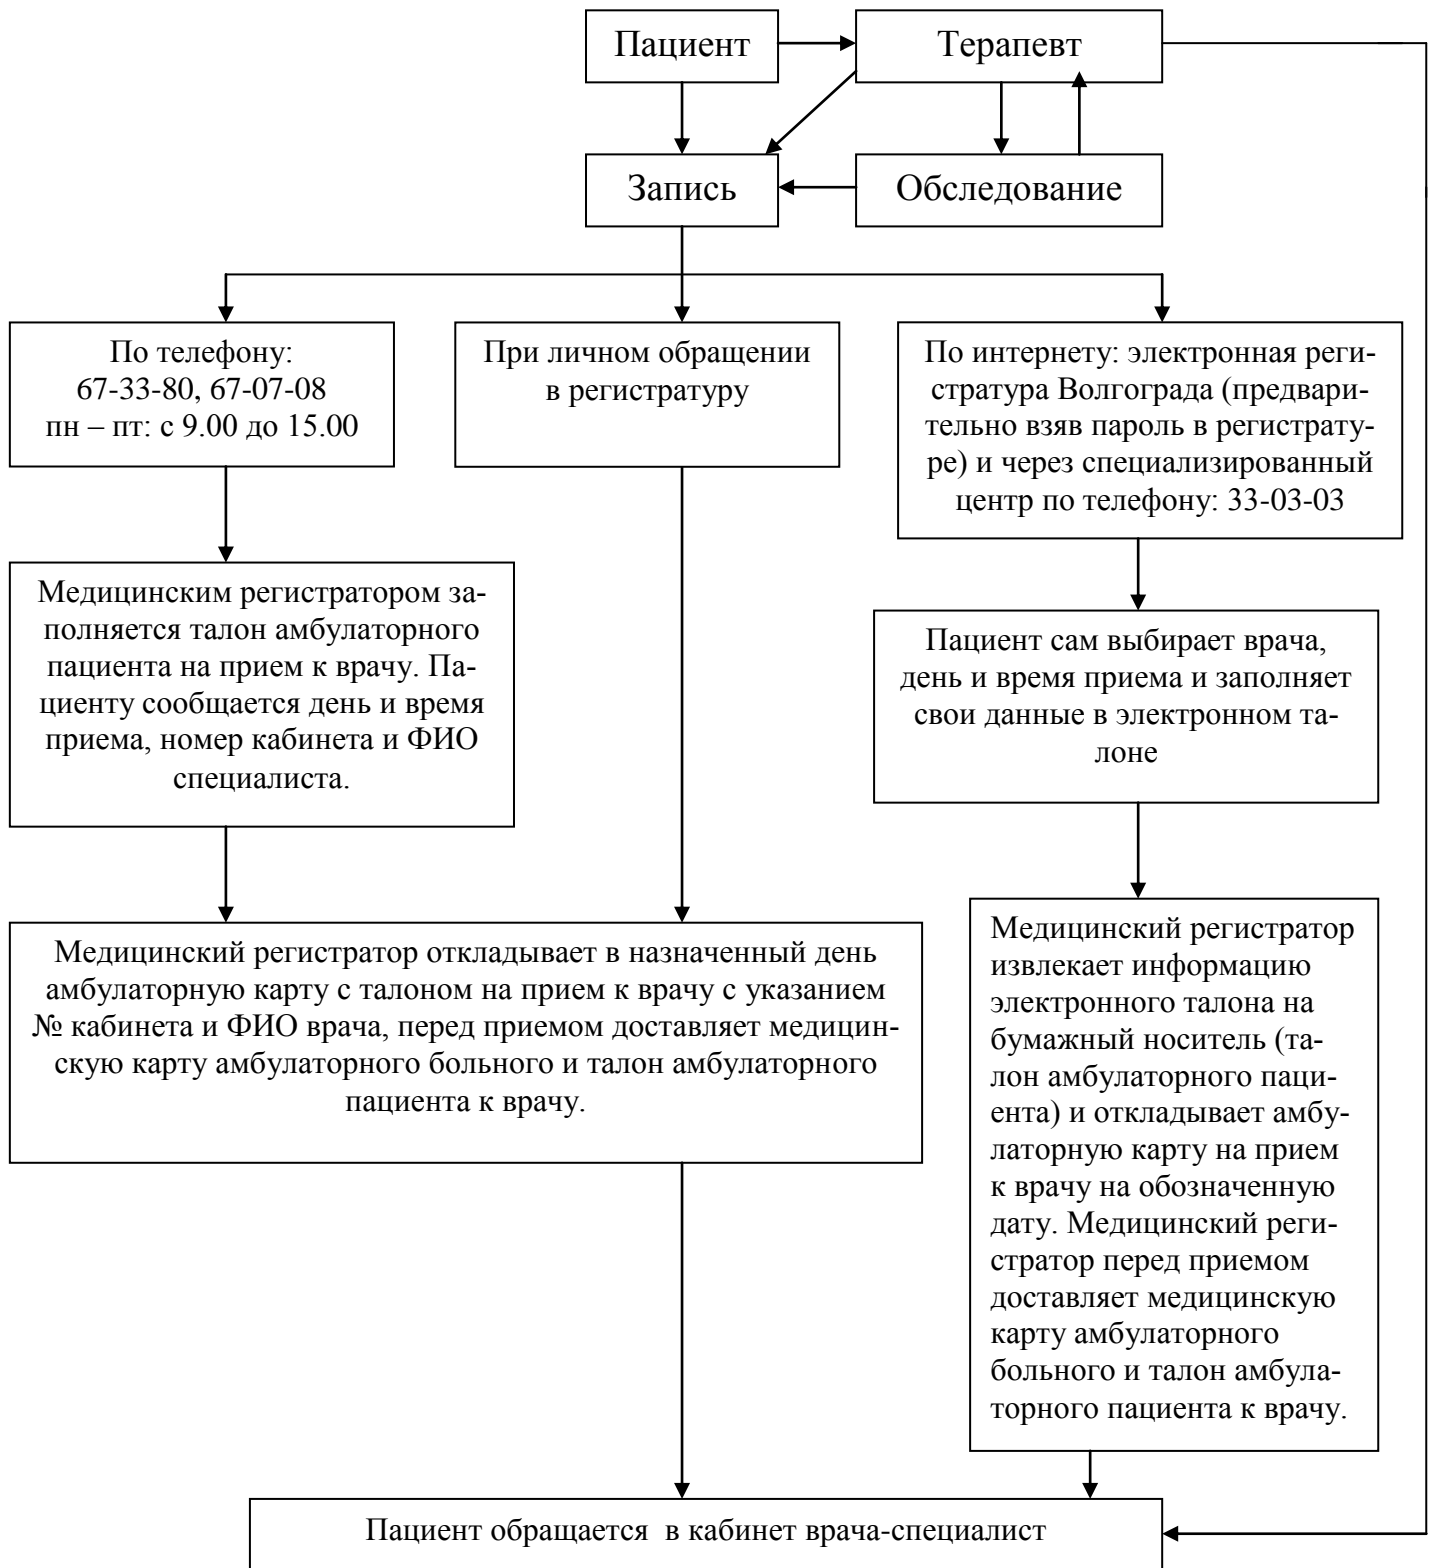 Пациент
Терапевт
Запись
Обследование
По телефону:
67-33-80, 67-07-08
пн – пт: с 9.00 до 15.00
При личном обращении
в регистратуру
По интернету: электронная реги-
стратура Волгограда (предвари-
тельно взяв пароль в регистрату-
ре) и через специализированный
центр по телефону: 33-03-03
Медицинским регистратором за-
полняется талон амбулаторного
пациента на прием к врачу. Па-
циенту сообщается день и время
приема, номер кабинета и ФИО
специалиста.
Пациент сам выбирает врача,
день и время приема и заполняет
свои данные в электронном та-
лоне
Медицинский регистратор откладывает в назначенный день
амбулаторную карту с талоном на прием к врачу с указанием
№ кабинета и ФИО врача, перед приемом доставляет медицин-
скую карту амбулаторного больного и талон амбулаторного
пациента к врачу.
Медицинский регистратор
извлекает информацию
электронного талона на
бумажный носитель (та-
лон амбулаторного паци-
ента) и откладывает амбу-
латорную карту на прием
к врачу на обозначенную
дату. Медицинский реги-
стратор перед приемом
доставляет медицинскую
карту амбулаторного
больного и талон амбула-
торного пациента к врачу.
Пациент обращается  в кабинет врача-специалист